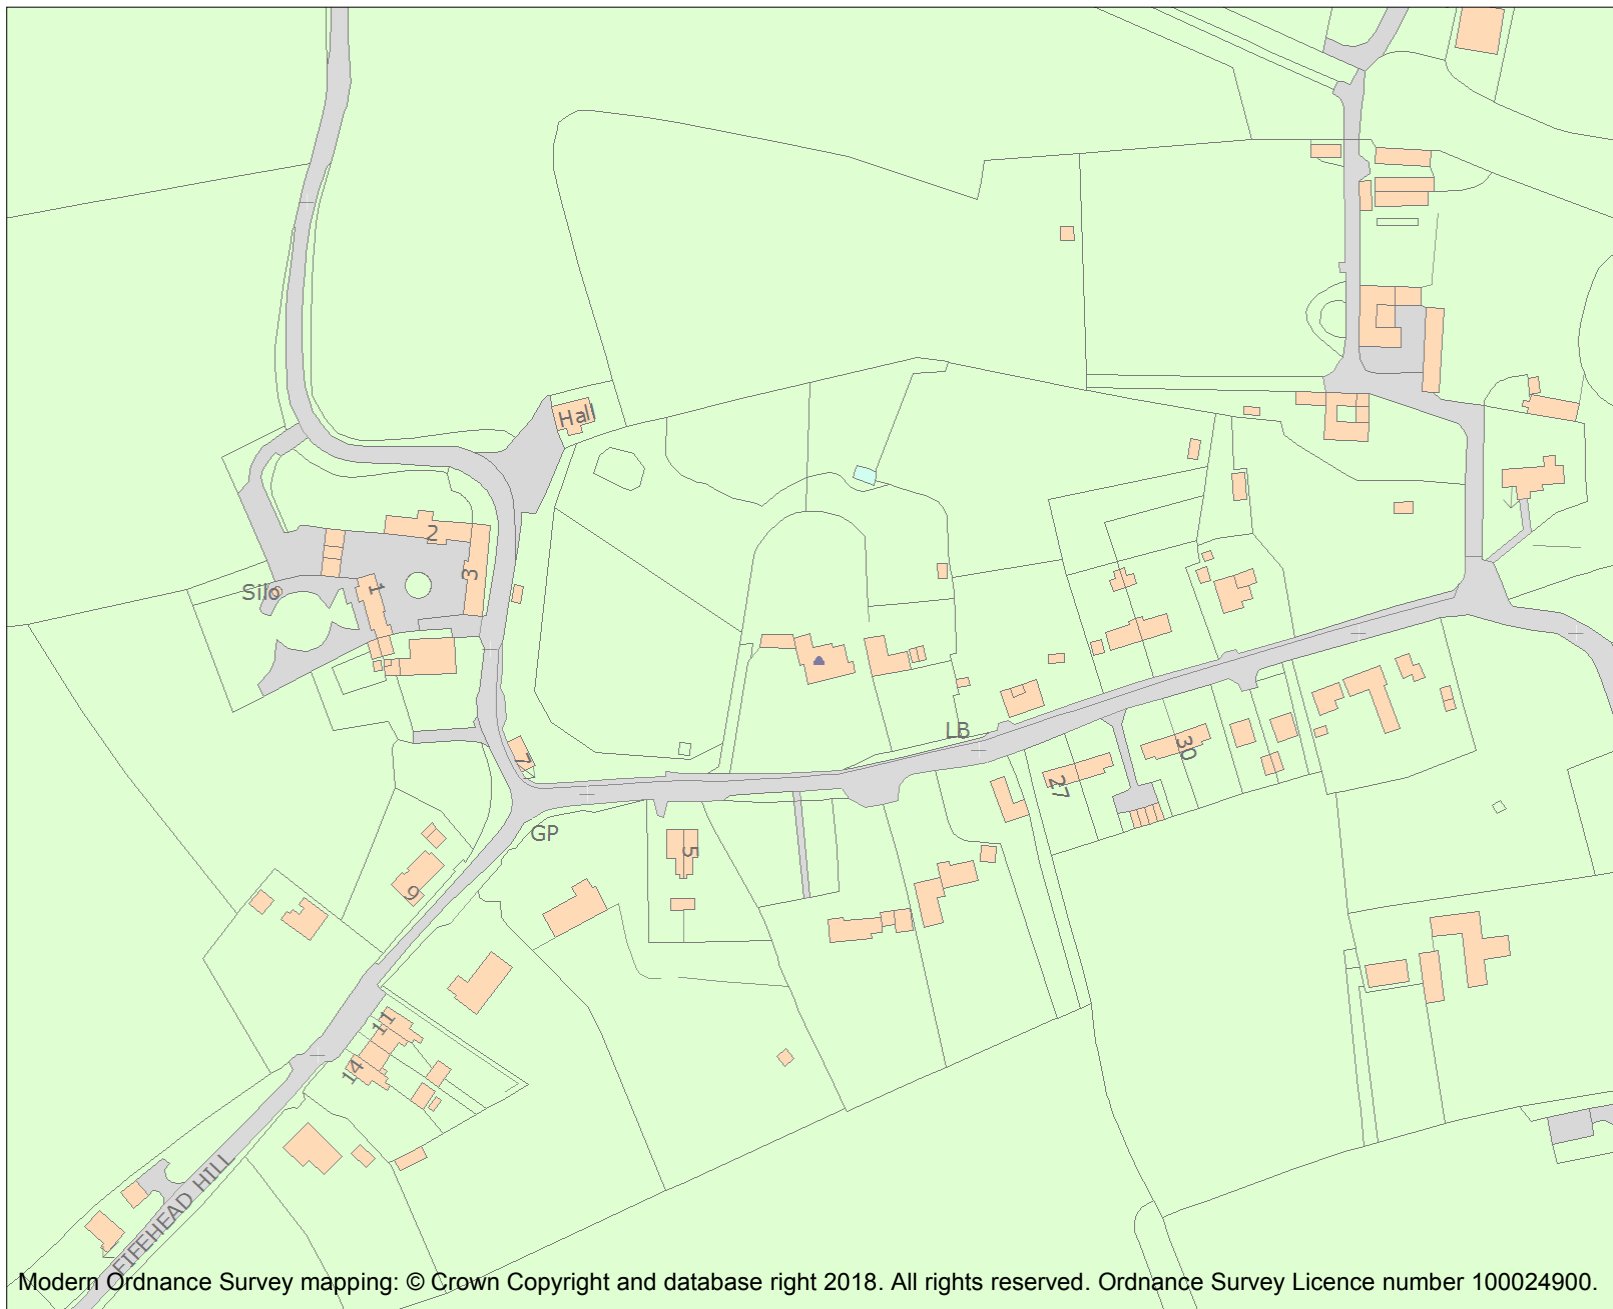 Hall
2
3
1
Silo
LB
7
30
27
GP
5
9
11
14
FIFEHEAD HILL
Modern Ordnance Survey mapping: © Crown Copyright and database right 2018. All rights reserved. Ordnance Survey Licence number 100024900.